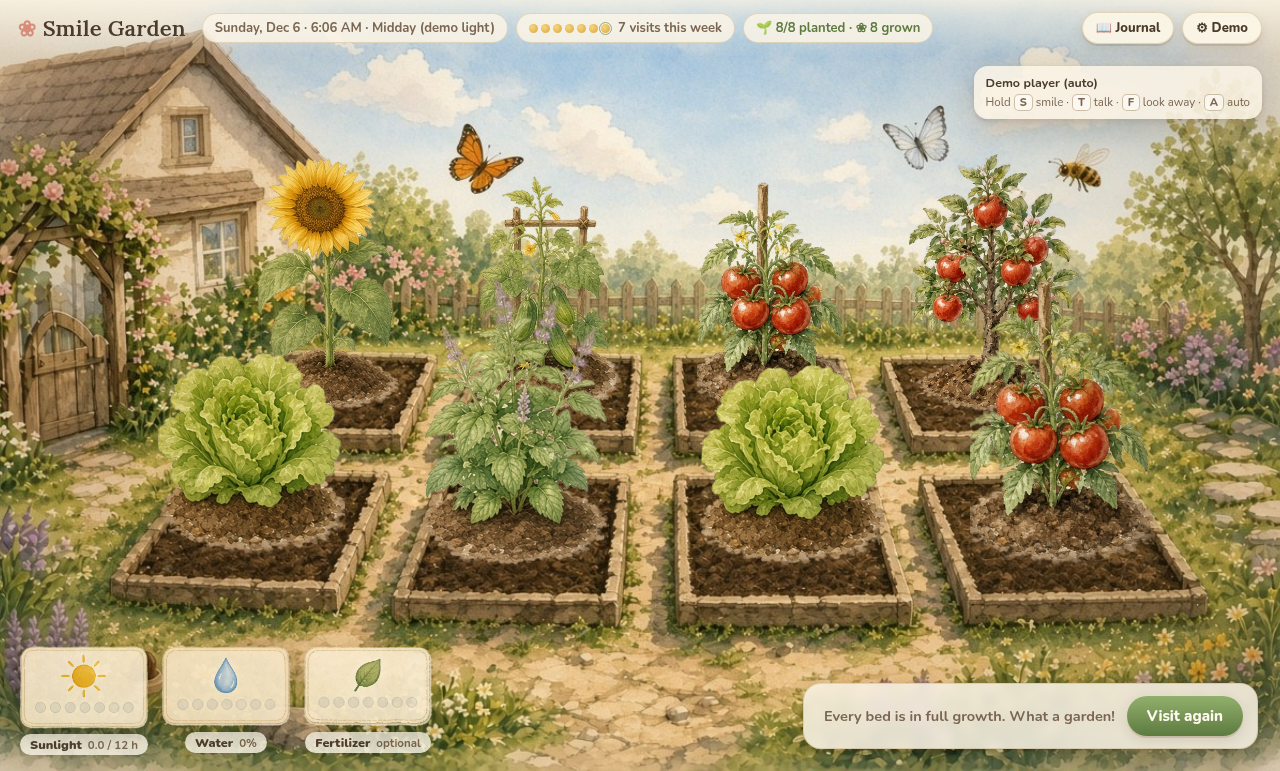 Smile Garden
Sunday, Dec 6 · 6:06 AM · Midday (demo light)
7 visits this week
8/8 planted · 8 grown
Journal
Demo
Demo player (auto)
Hold S smile · T talk · F look away · A auto
Sunlight 0.0 / 12 h
Water 0%
Fertilizer optional
Every bed is in full growth. What a garden!
Visit again